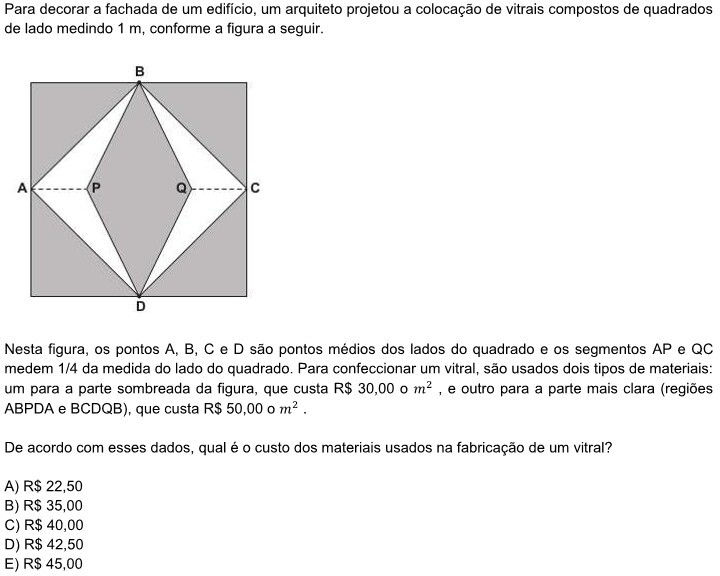 Para decorar a fachada de um edifício, um arquiteto projetou a colocação de vitrais compostos de quadrados
de lado medindo 1 m, conforme a figura a seguir.
B
A
P
Q
C
D
Nesta figura, os pontos A, B, C e D são pontos médios dos lados do quadrado e os segmentos AP e QC
medem 1/4 da medida do lado do quadrado. Para confeccionar um vitral, são usados dois tipos de materiais:
um para a parte sombreada da figura, que custa R$ 30,00 o m² , e outro para a parte mais clara (regiões
ABPDA e BCDQB), que custa R$ 50,00 o m² .
De acordo com esses dados, qual é o custo dos materiais usados na fabricação de um vitral?
A) R$ 22,50
B) R$ 35,00
C) R$ 40,00
D) R$ 42,50
E) R$ 45,00